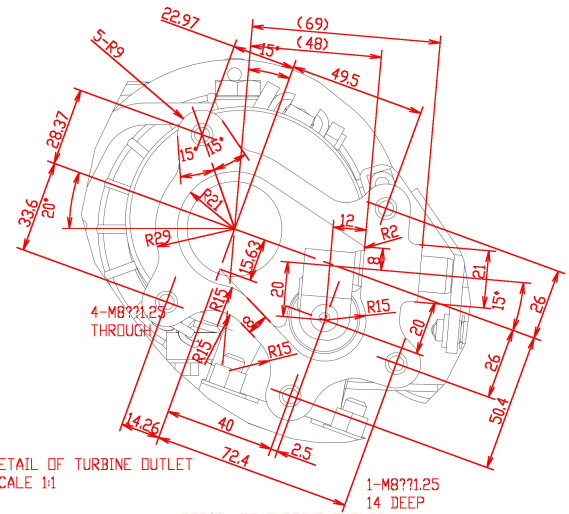 (69)
22.97
(48)
15°
5-R9
49.5
28.37
15°
15°
33.6
20°
R21
12
R2
R29
15.63
8
21
20
15°
26
4-M8??1.25
THROUGH
R15
R15
20
8
R15
R15
26
50.4
14.26
40
2.5
72.4
ETAIL OF TURBINE OUTLET
CALE 1:1
1-M8??1.25
14 DEEP